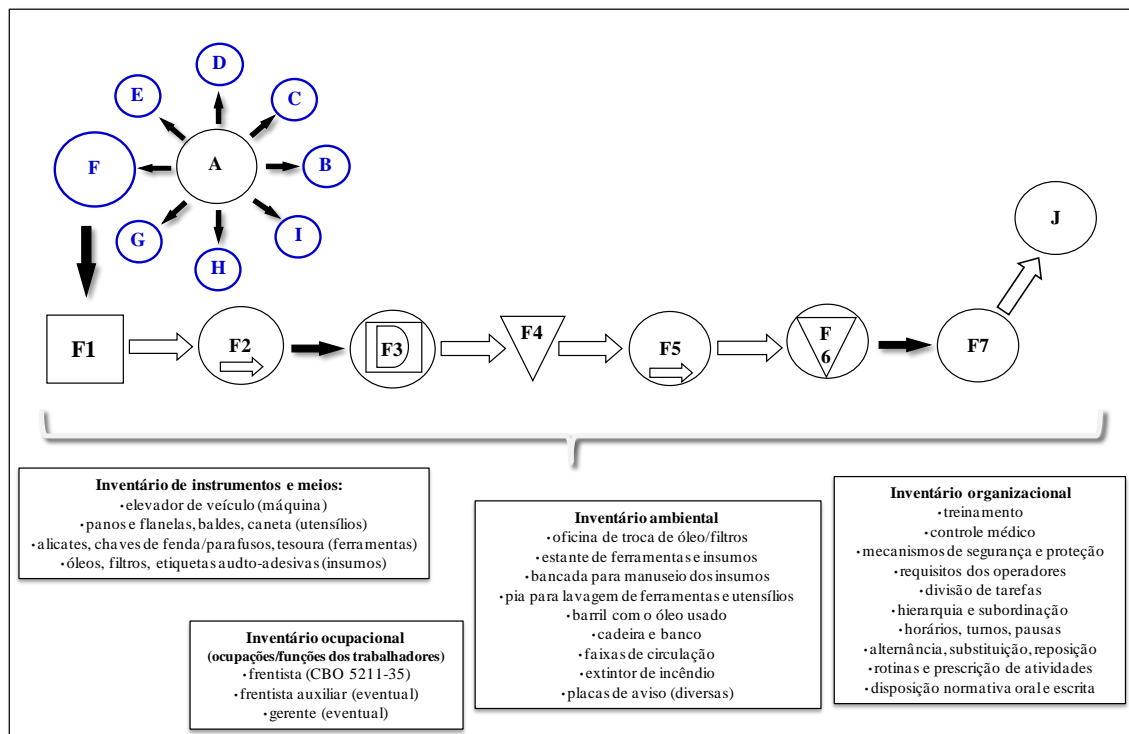 D
E
C
F
A
B
G
I
H
J
F1
F2
F3
F4
F5
F
6
F7
Inventário de instrumentos e meios:
•elevador de veículo (máquina)
•panos e flanelas, baldes, caneta (utensílios)
•alicates, chaves de fenda/parafusos, tesoura (ferramentas)
•óleos, filtros, etiquetas audto-adesivas (insumos)
Inventário ocupacional
(ocupações/funções dos trabalhadores)
•frentista (CBO 5211-35)
•frentista auxiliar (eventual)
•gerente (eventual)
Inventário ambiental
•oficina de troca de óleo/filtros
•estante de ferramentas e insumos
•bancada para manuseio dos insumos
•pia para lavagem de ferramentas e utensílios
•barril com o óleo usado
•cadeira e banco
•faixas de circulação
•extintor de incêndio
•placas de aviso (diversas)
Inventário organizacional
•treinamento
•controle médico
•mecanismos de segurança e proteção
•requisitos dos operadores
•divisão de tarefas
•hierarquia e subordinação
•horários, turnos, pausas
•alternância, substituição, reposição
•rotinas e prescrição de atividades
•disposição normativa oral e escrita